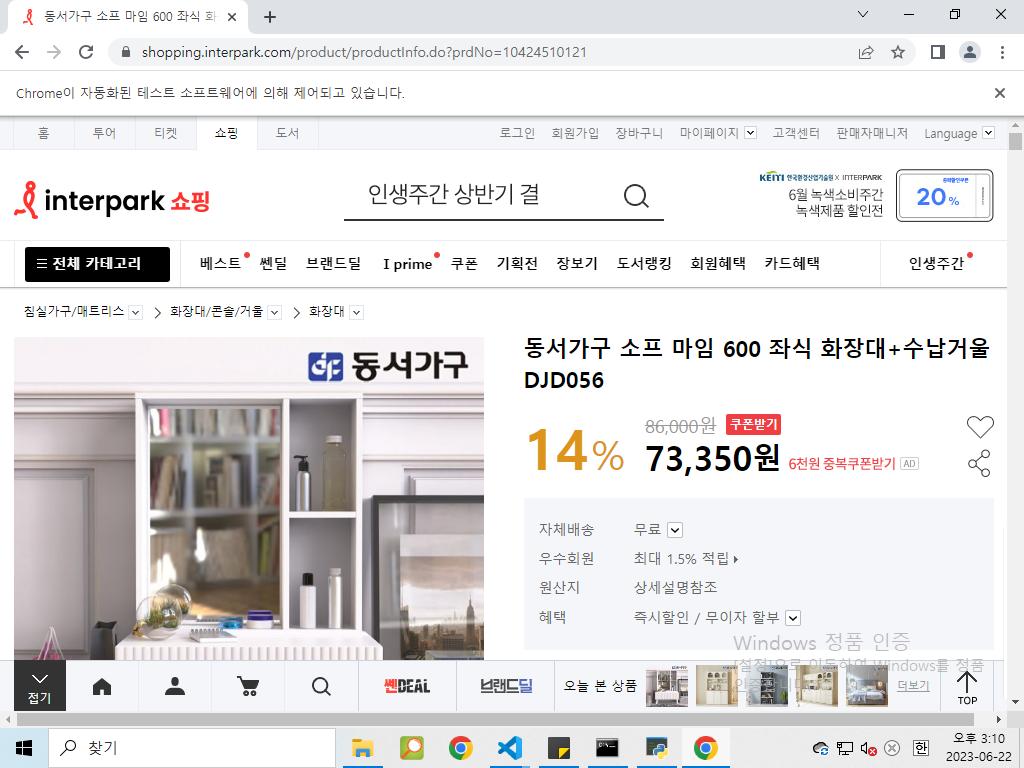 동서가구 소프 마임 600 좌식 화
shopping.interpark.com/product/productInfo.do?prdNo=10424510121
Chrome이 자동화된 테스트 소프트웨어에 의해 제어되고 있습니다.
홈 투어 티켓 쇼핑 도서 로그인 회원가입 장바구니 마이페이지 고객센터 판매자매니저 Language
interpark 쇼핑
인생주간 상반기 결
KEITI 한국환경산업기술원 X INTERPARK
6월 녹색소비주간
녹색제품 할인전
중복할인쿠폰
20%
전체 카테고리 베스트 쎈딜 브랜드딜 I prime 쿠폰 기획전 장보기 도서랭킹 회원혜택 카드혜택 인생주간
침실가구/매트리스 화장대/콘솔/거울 화장대
동서가구
동서가구 소프 마임 600 좌식 화장대+수납거울
DJD056
14%
86,000원 쿠폰받기
73,350원 6천원 중복쿠폰받기 AD
자체배송 무료
우수회원 최대 1.5% 적립
원산지 상세설명참조
혜택 즉시할인 / 무이자 할부
Windows 정품 인증
[설정]으로 이동하여 Windows를 정품
접기
쎈DEAL
브랜드딜
오늘 본 상품
더보기
TOP
찾기
한
오후 3:10
2023-06-22